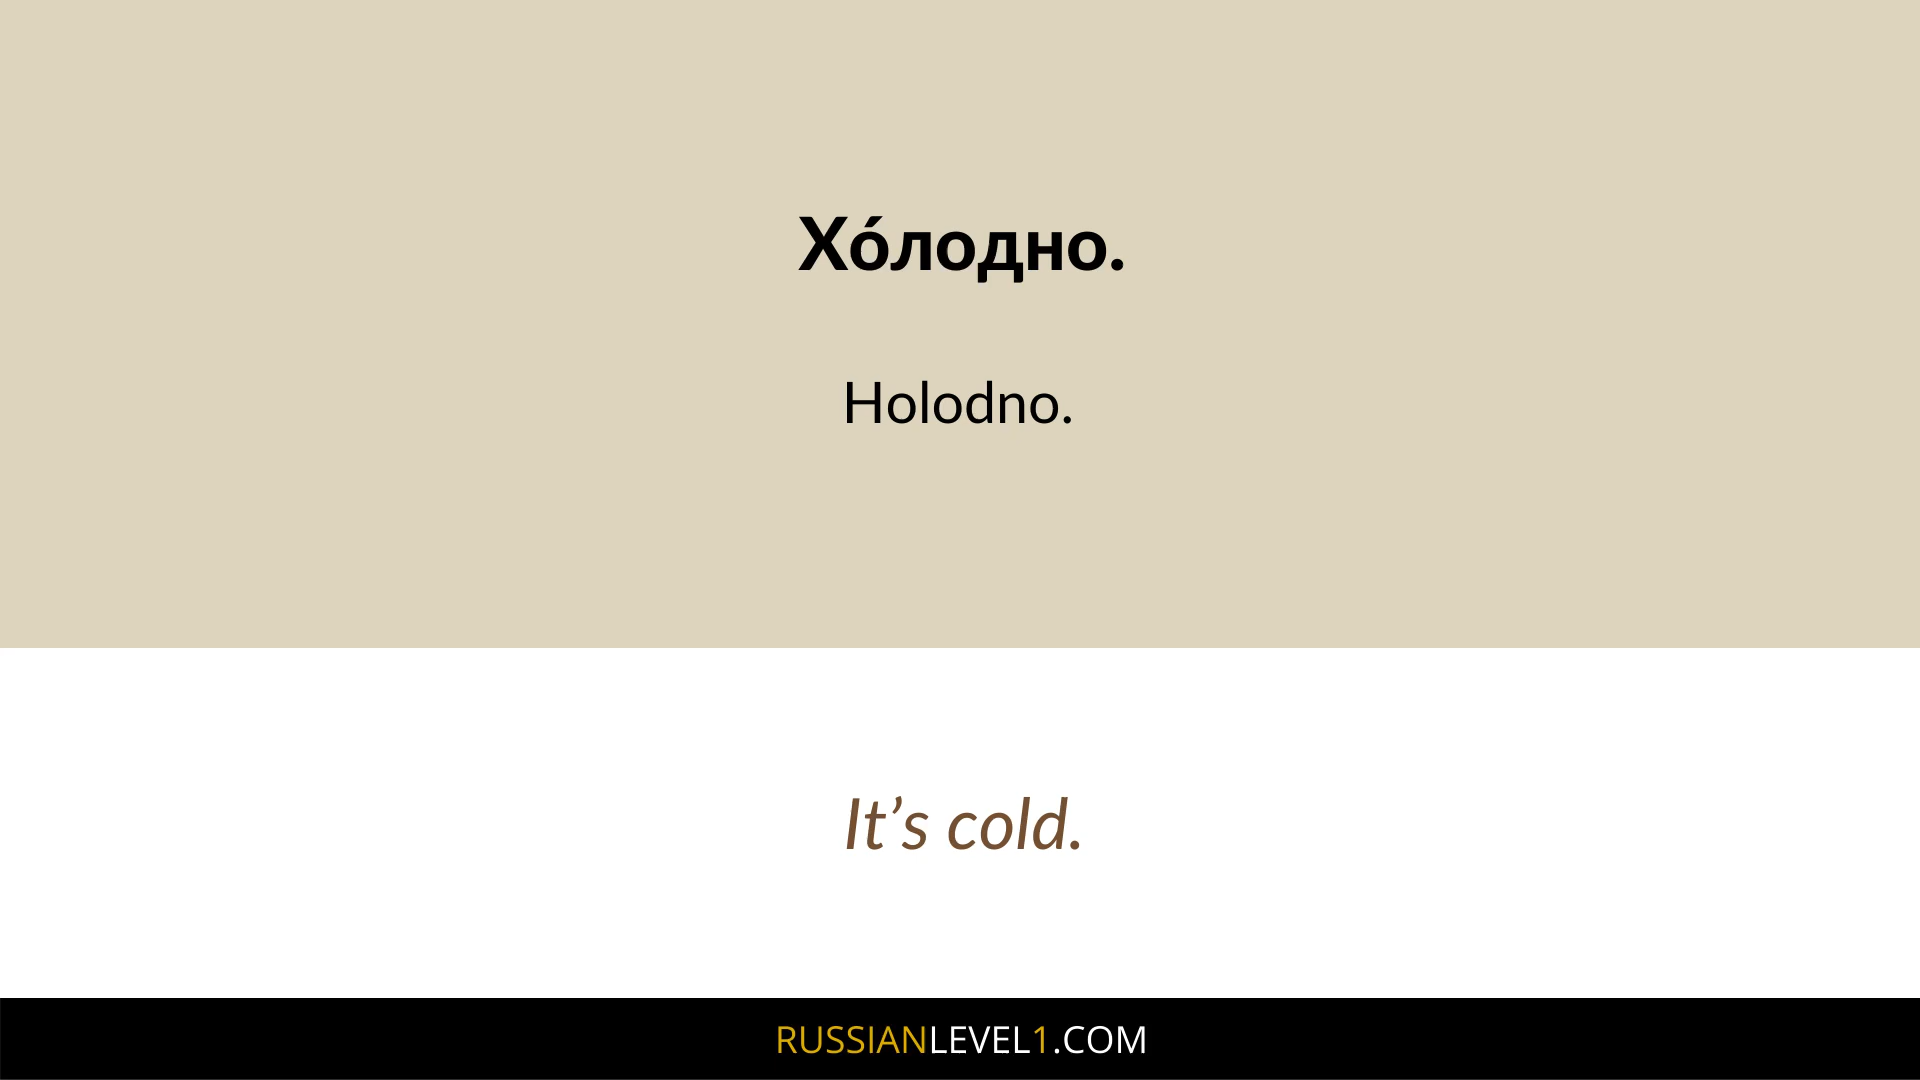 Хо́лодно.
Holodno.
It’s cold.
RUSSIANLEVEL1.COM